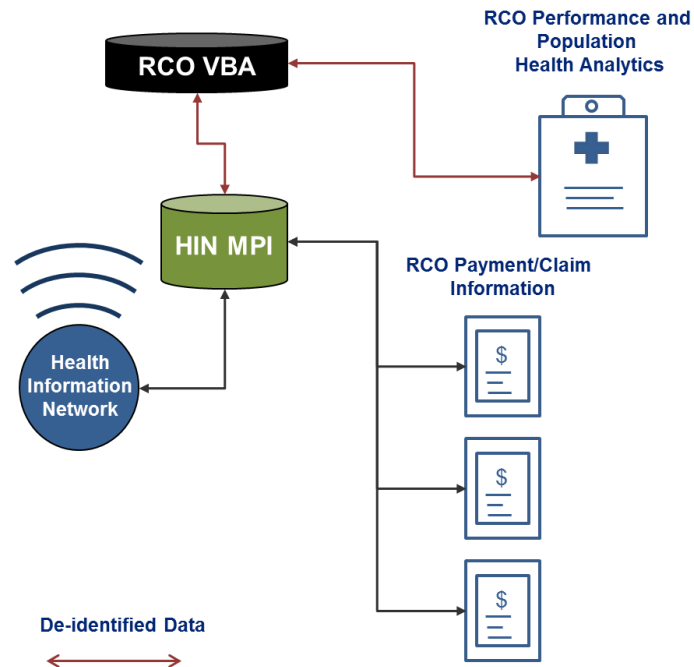 RCO Performance and
Population
Health Analytics
RCO VBA
HIN MPI
RCO Payment/Claim
Information
$
$
$
Health
Information
Network
De-identified Data